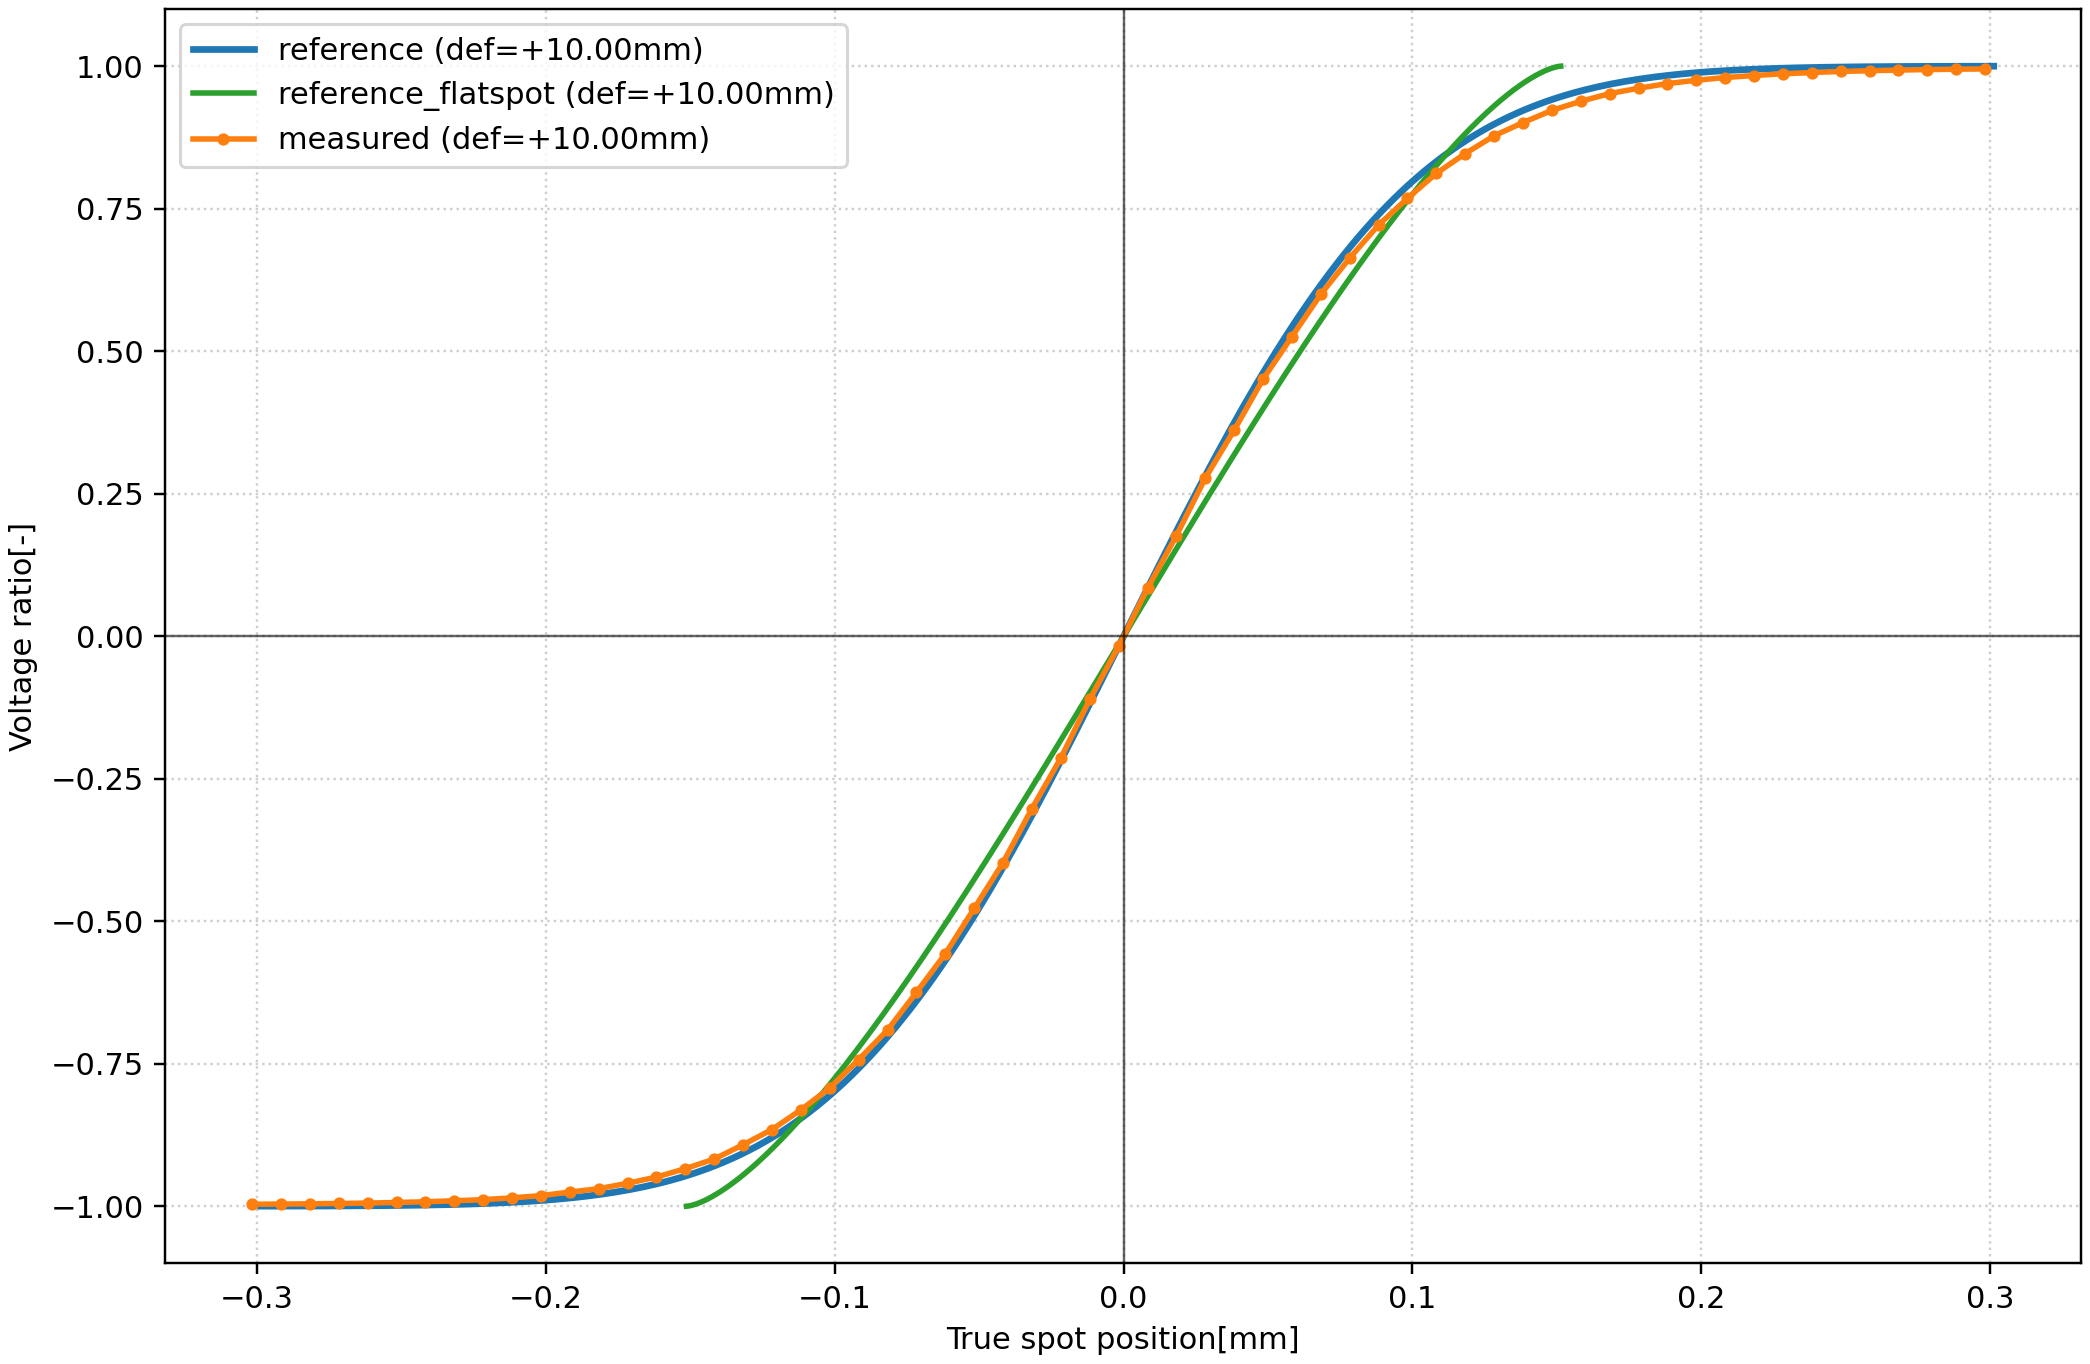 reference (def=+10.00mm)
reference_flatspot (def=+10.00mm)
measured (def=+10.00mm)
1.00
0.75
0.50
0.25
0.00
−0.25
−0.50
−0.75
−1.00
Voltage ratio[-]
−0.3 −0.2 −0.1 0.0 0.1 0.2 0.3
True spot position[mm]